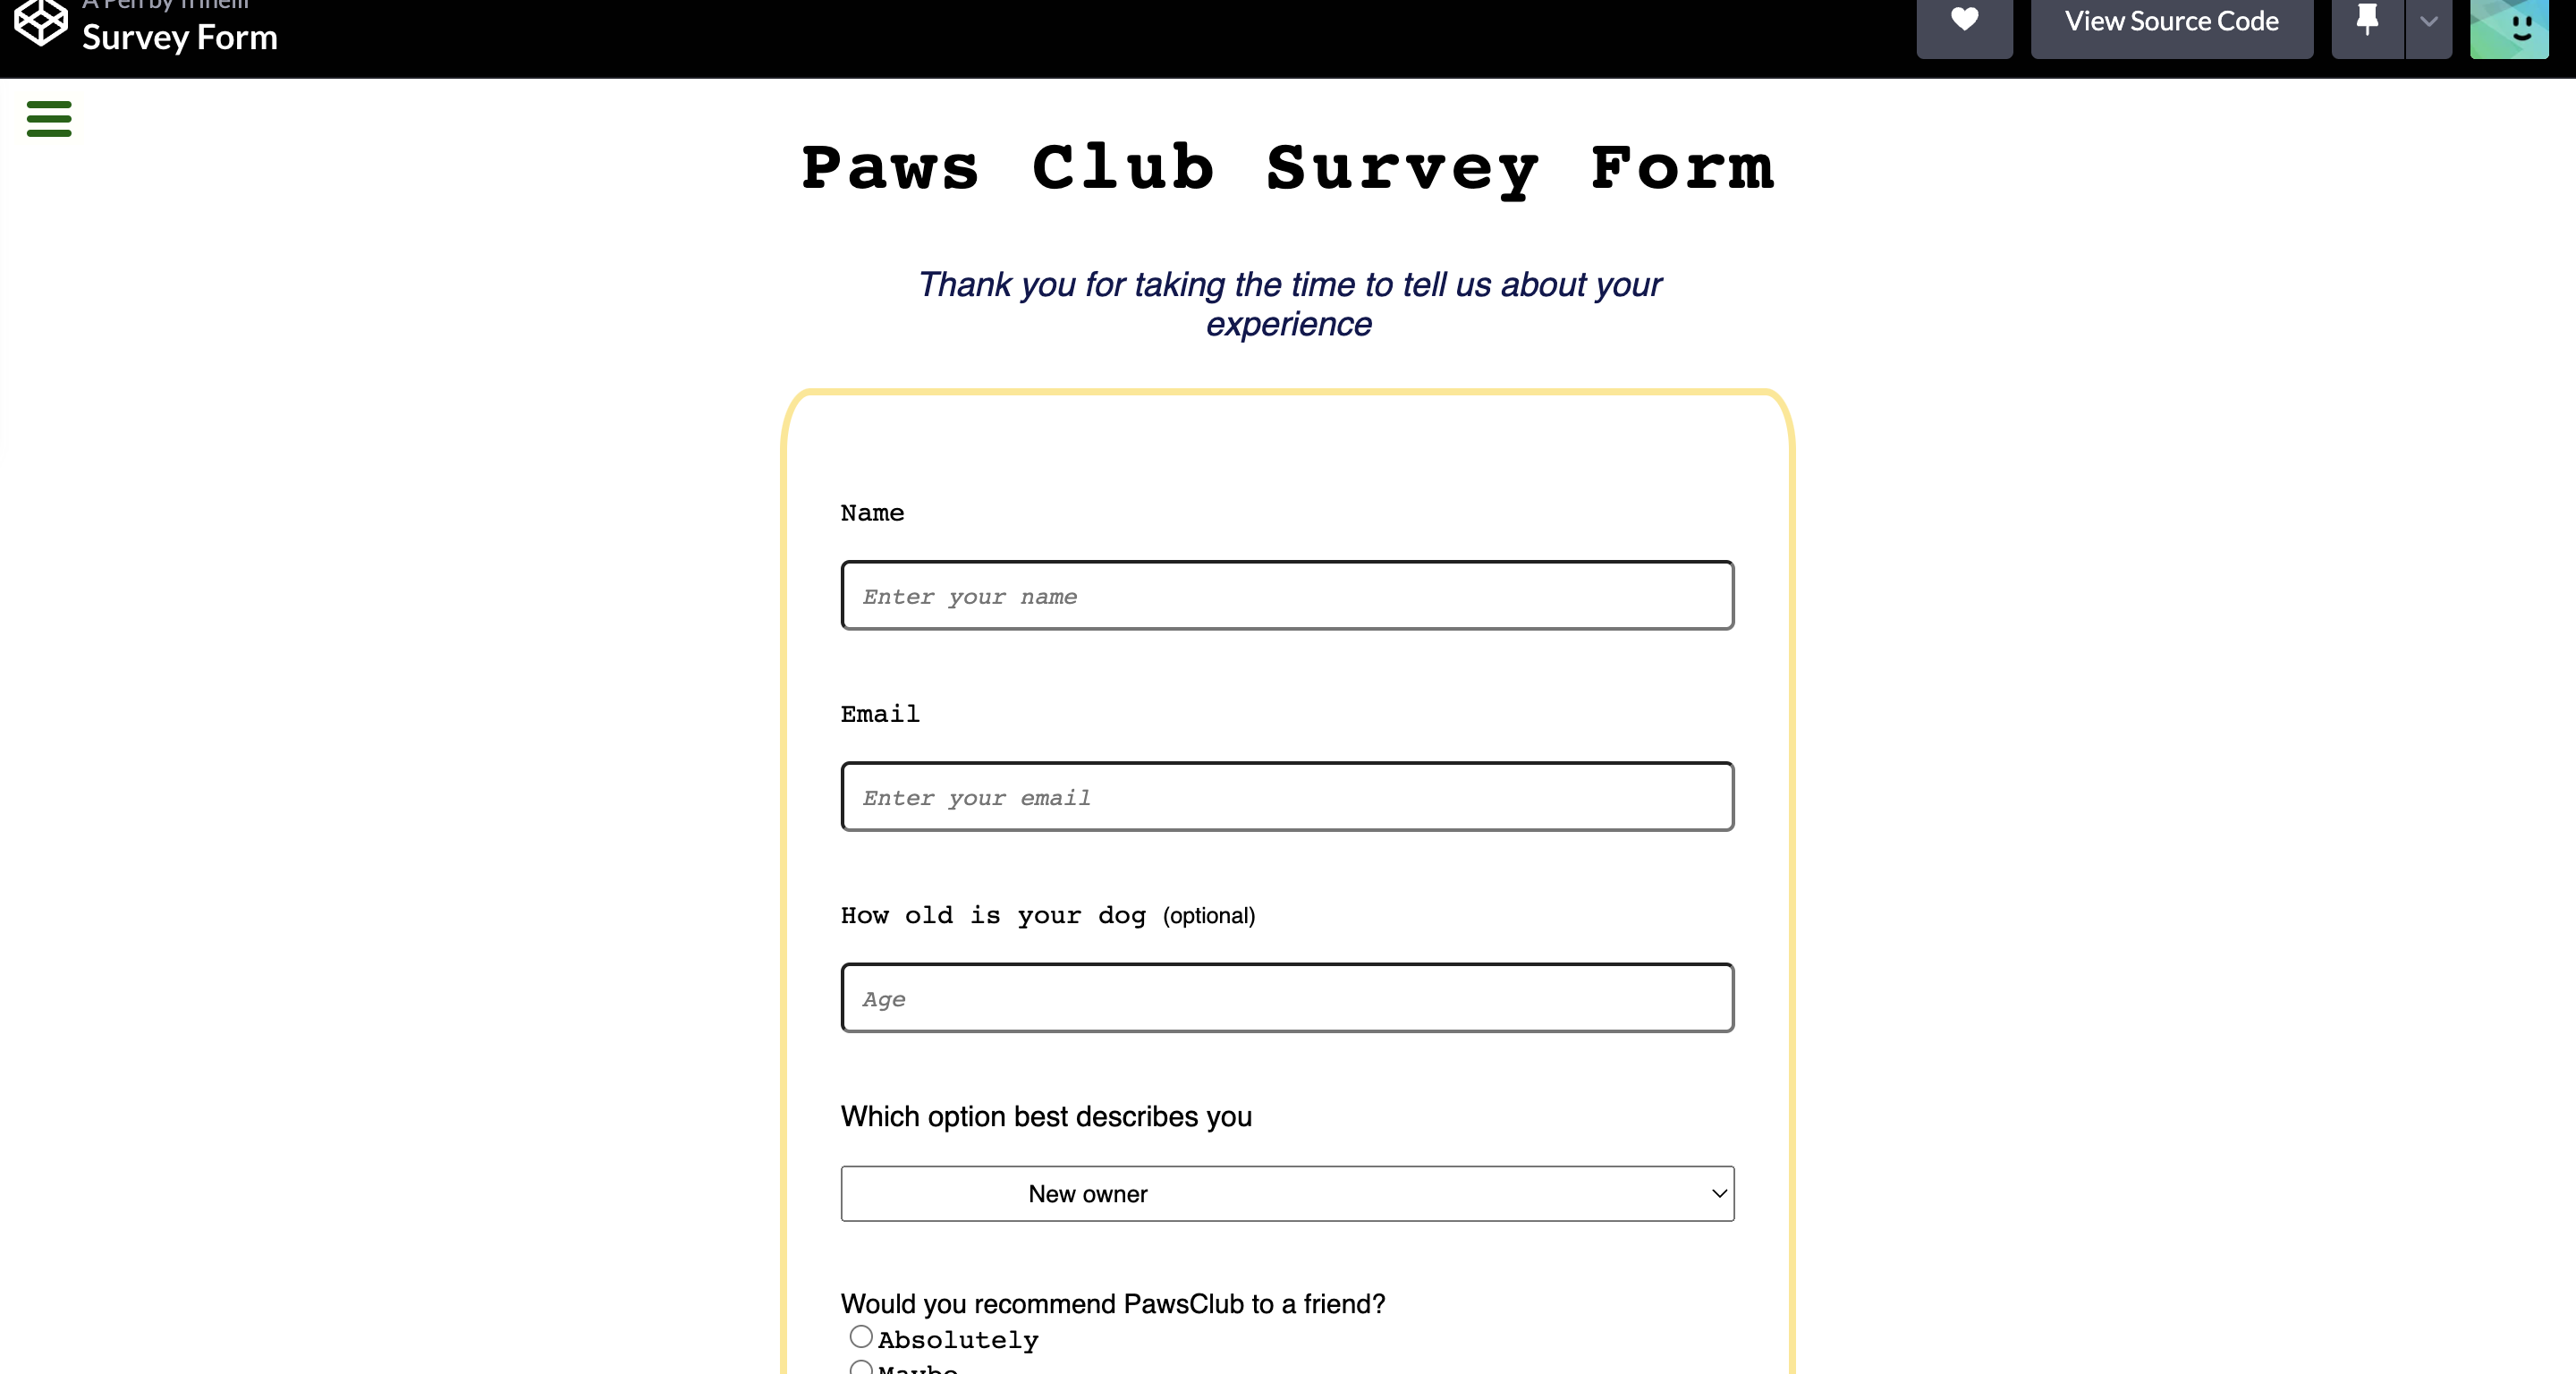 A Pen by
Survey Form
View Source Code
Paws Club Survey Form
Thank you for taking the time to tell us about your
experience
Name
Enter your name
Email
Enter your email
How old is your dog (optional)
Age
Which option best describes you
New owner
Would you recommend PawsClub to a friend?
Absolutely
Maybe